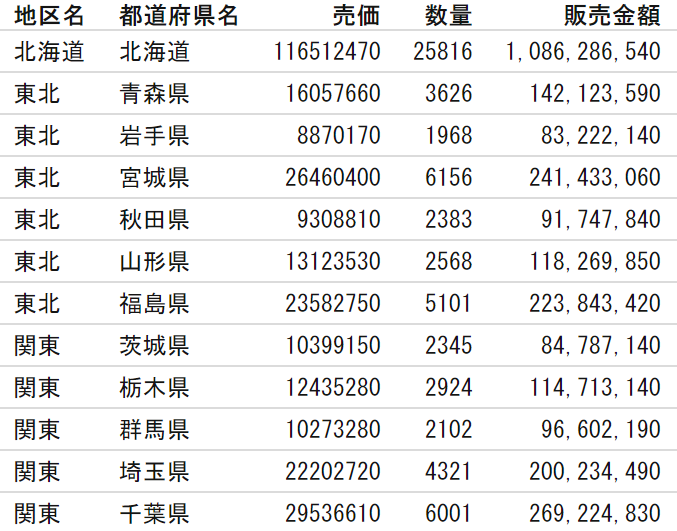 地区名 都道府県名 売価 数量 販売金額
北海道 北海道 116512470 25816 1,086,286,540
東北 青森県 16057660 3626 142,123,590
東北 岩手県 8870170 1968 83,222,140
東北 宮城県 26460400 6156 241,433,060
東北 秋田県 9308810 2383 91,747,840
東北 山形県 13123530 2568 118,269,850
東北 福島県 23582750 5101 223,843,420
関東 茨城県 10399150 2345 84,787,140
関東 栃木県 12435280 2924 114,713,140
関東 群馬県 10273280 2102 96,602,190
関東 埼玉県 22202720 4321 200,234,490
関東 千葉県 29536610 6001 269,224,830